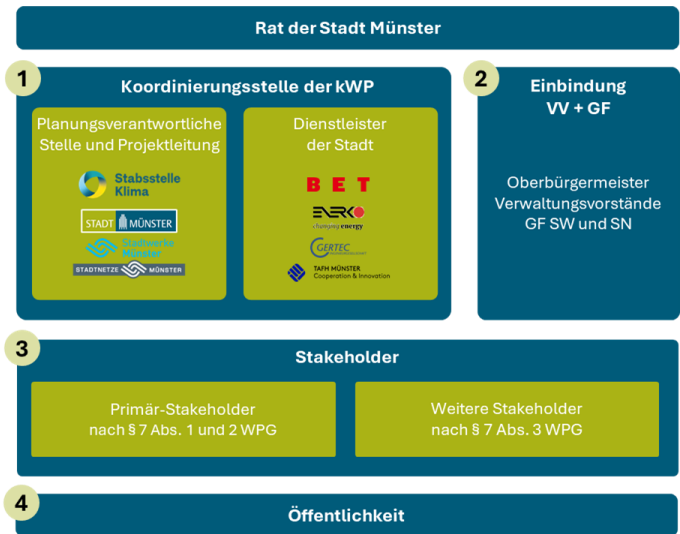 Rat der Stadt Münster
1
Koordinierungsstelle der kWP
Planungsverantwortliche
Stelle und Projektleitung
Stabsstelle
Klima
STADT MÜNSTER
Stadtwerke
Münster
STADTNETZE MÜNSTER
Dienstleister
der Stadt
BET
ENERKO
changing energy
GERTEC
TAFH MÜNSTER
Cooperation & Innovation
2
Einbindung
VV + GF
Oberbürgermeister
Verwaltungsvorstände
GF SW und SN
3
Stakeholder
Primär-Stakeholder
nach § 7 Abs. 1 und 2 WPG
Weitere Stakeholder
nach § 7 Abs. 3 WPG
4
Öffentlichkeit